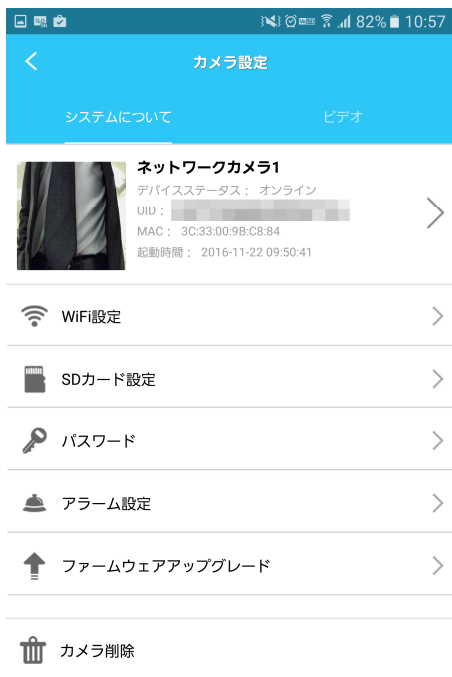 82% 10:57
カメラ設定
システムについて ビデオ
ネットワークカメラ1
デバイスステータス： オンライン
UID：
MAC： 3C:33:00:9B:C8:84
起動時間： 2016-11-22 09:50:41
WiFi設定
SDカード設定
パスワード
アラーム設定
ファームウェアアップグレード
カメラ削除